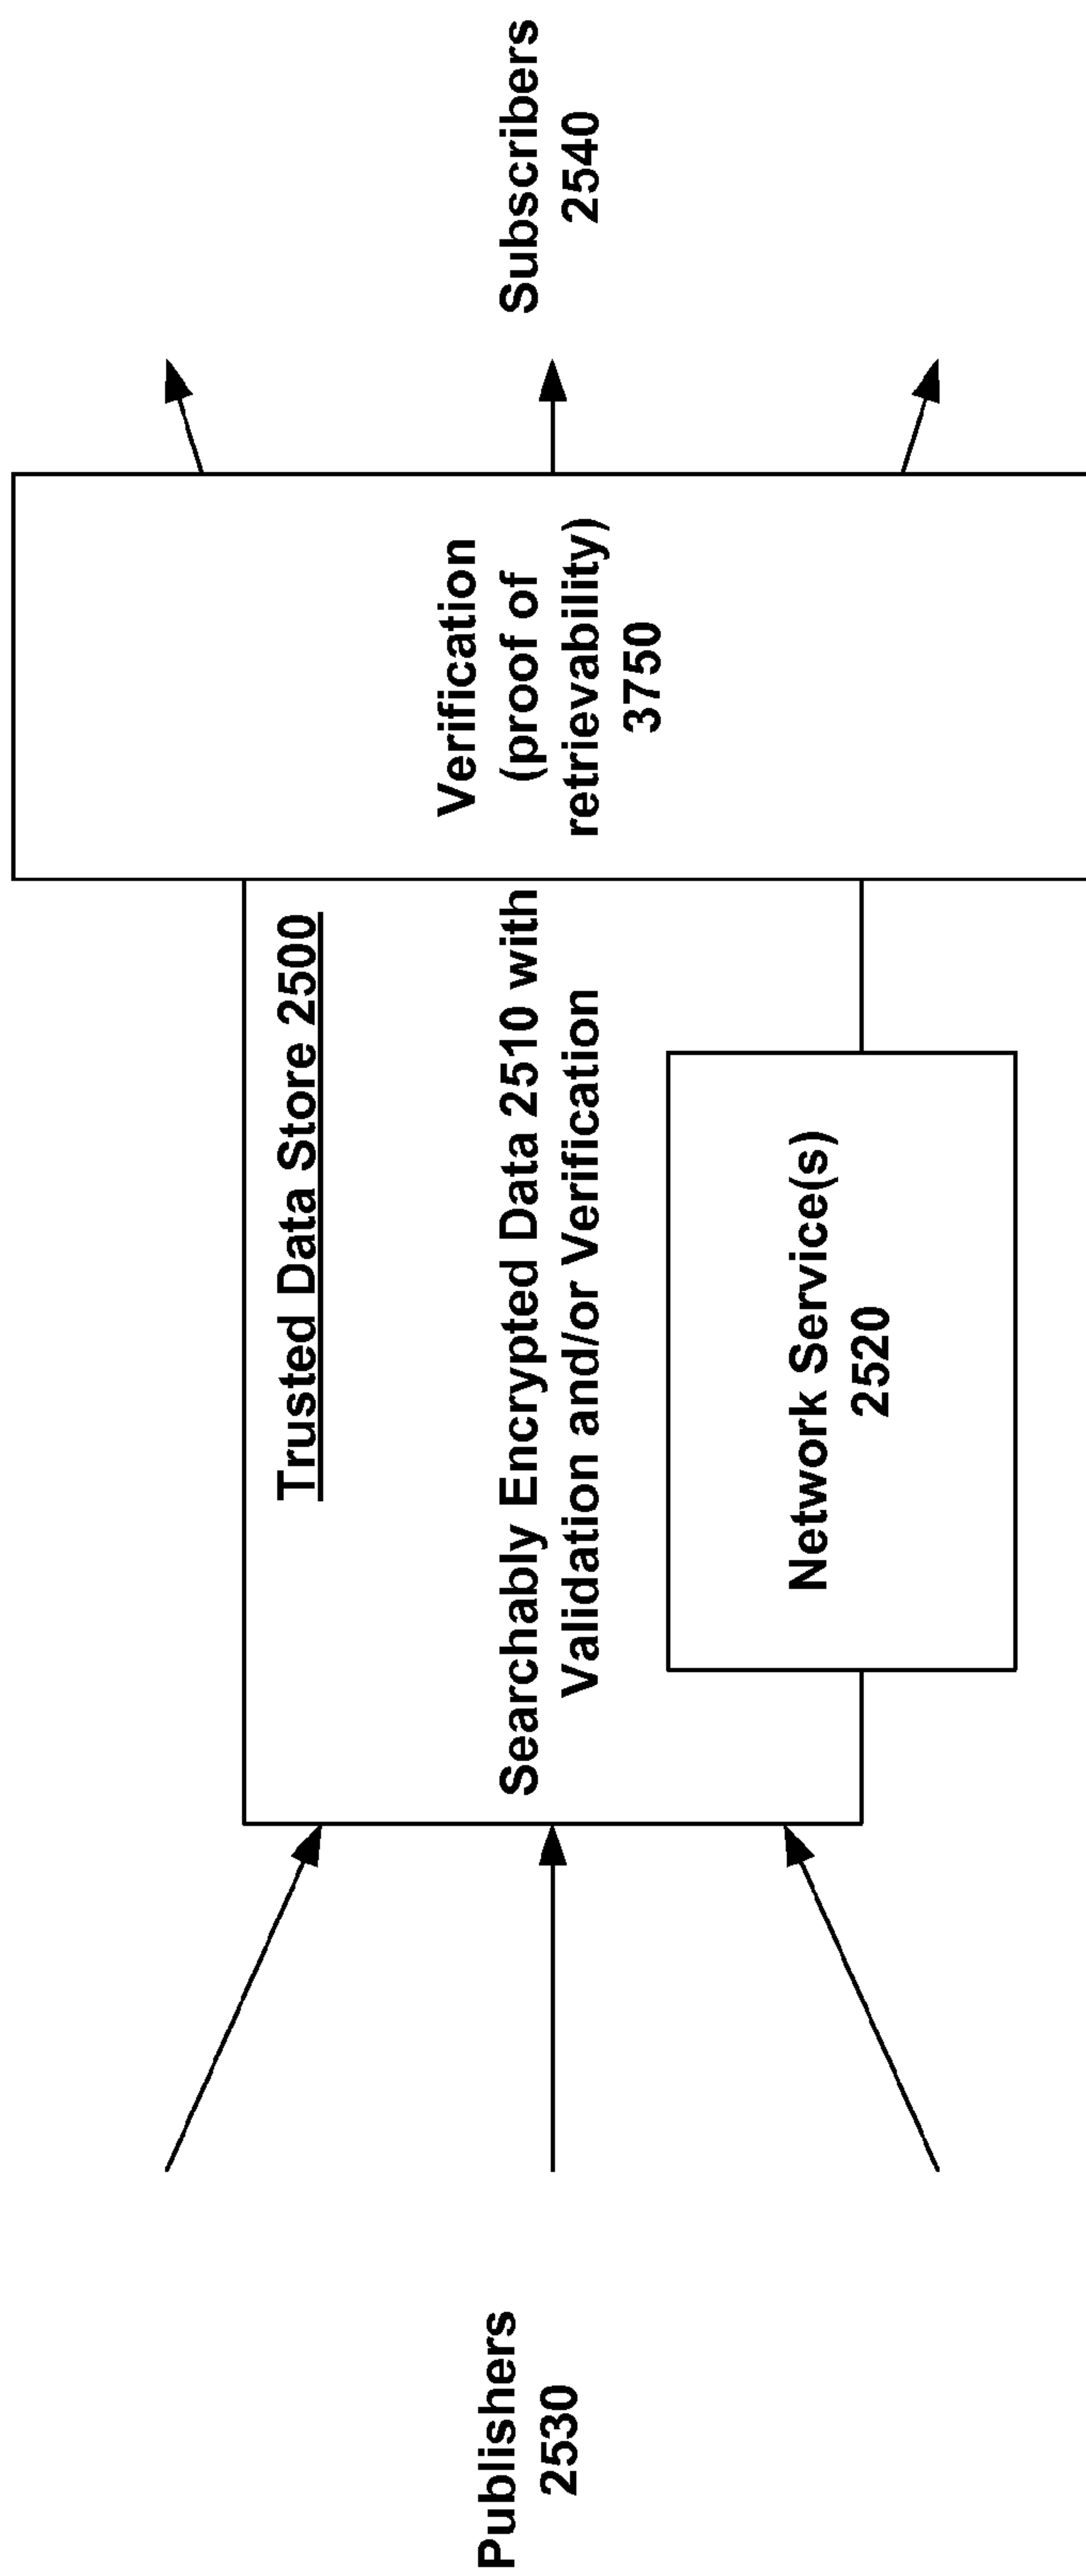 Publishers
2530
Trusted Data Store 2500
Searchably Encrypted Data 2510 with
Validation and/or Verification
Network Service(s)
2520
Verification
(proof of
retrievability)
3750
Subscribers
2540